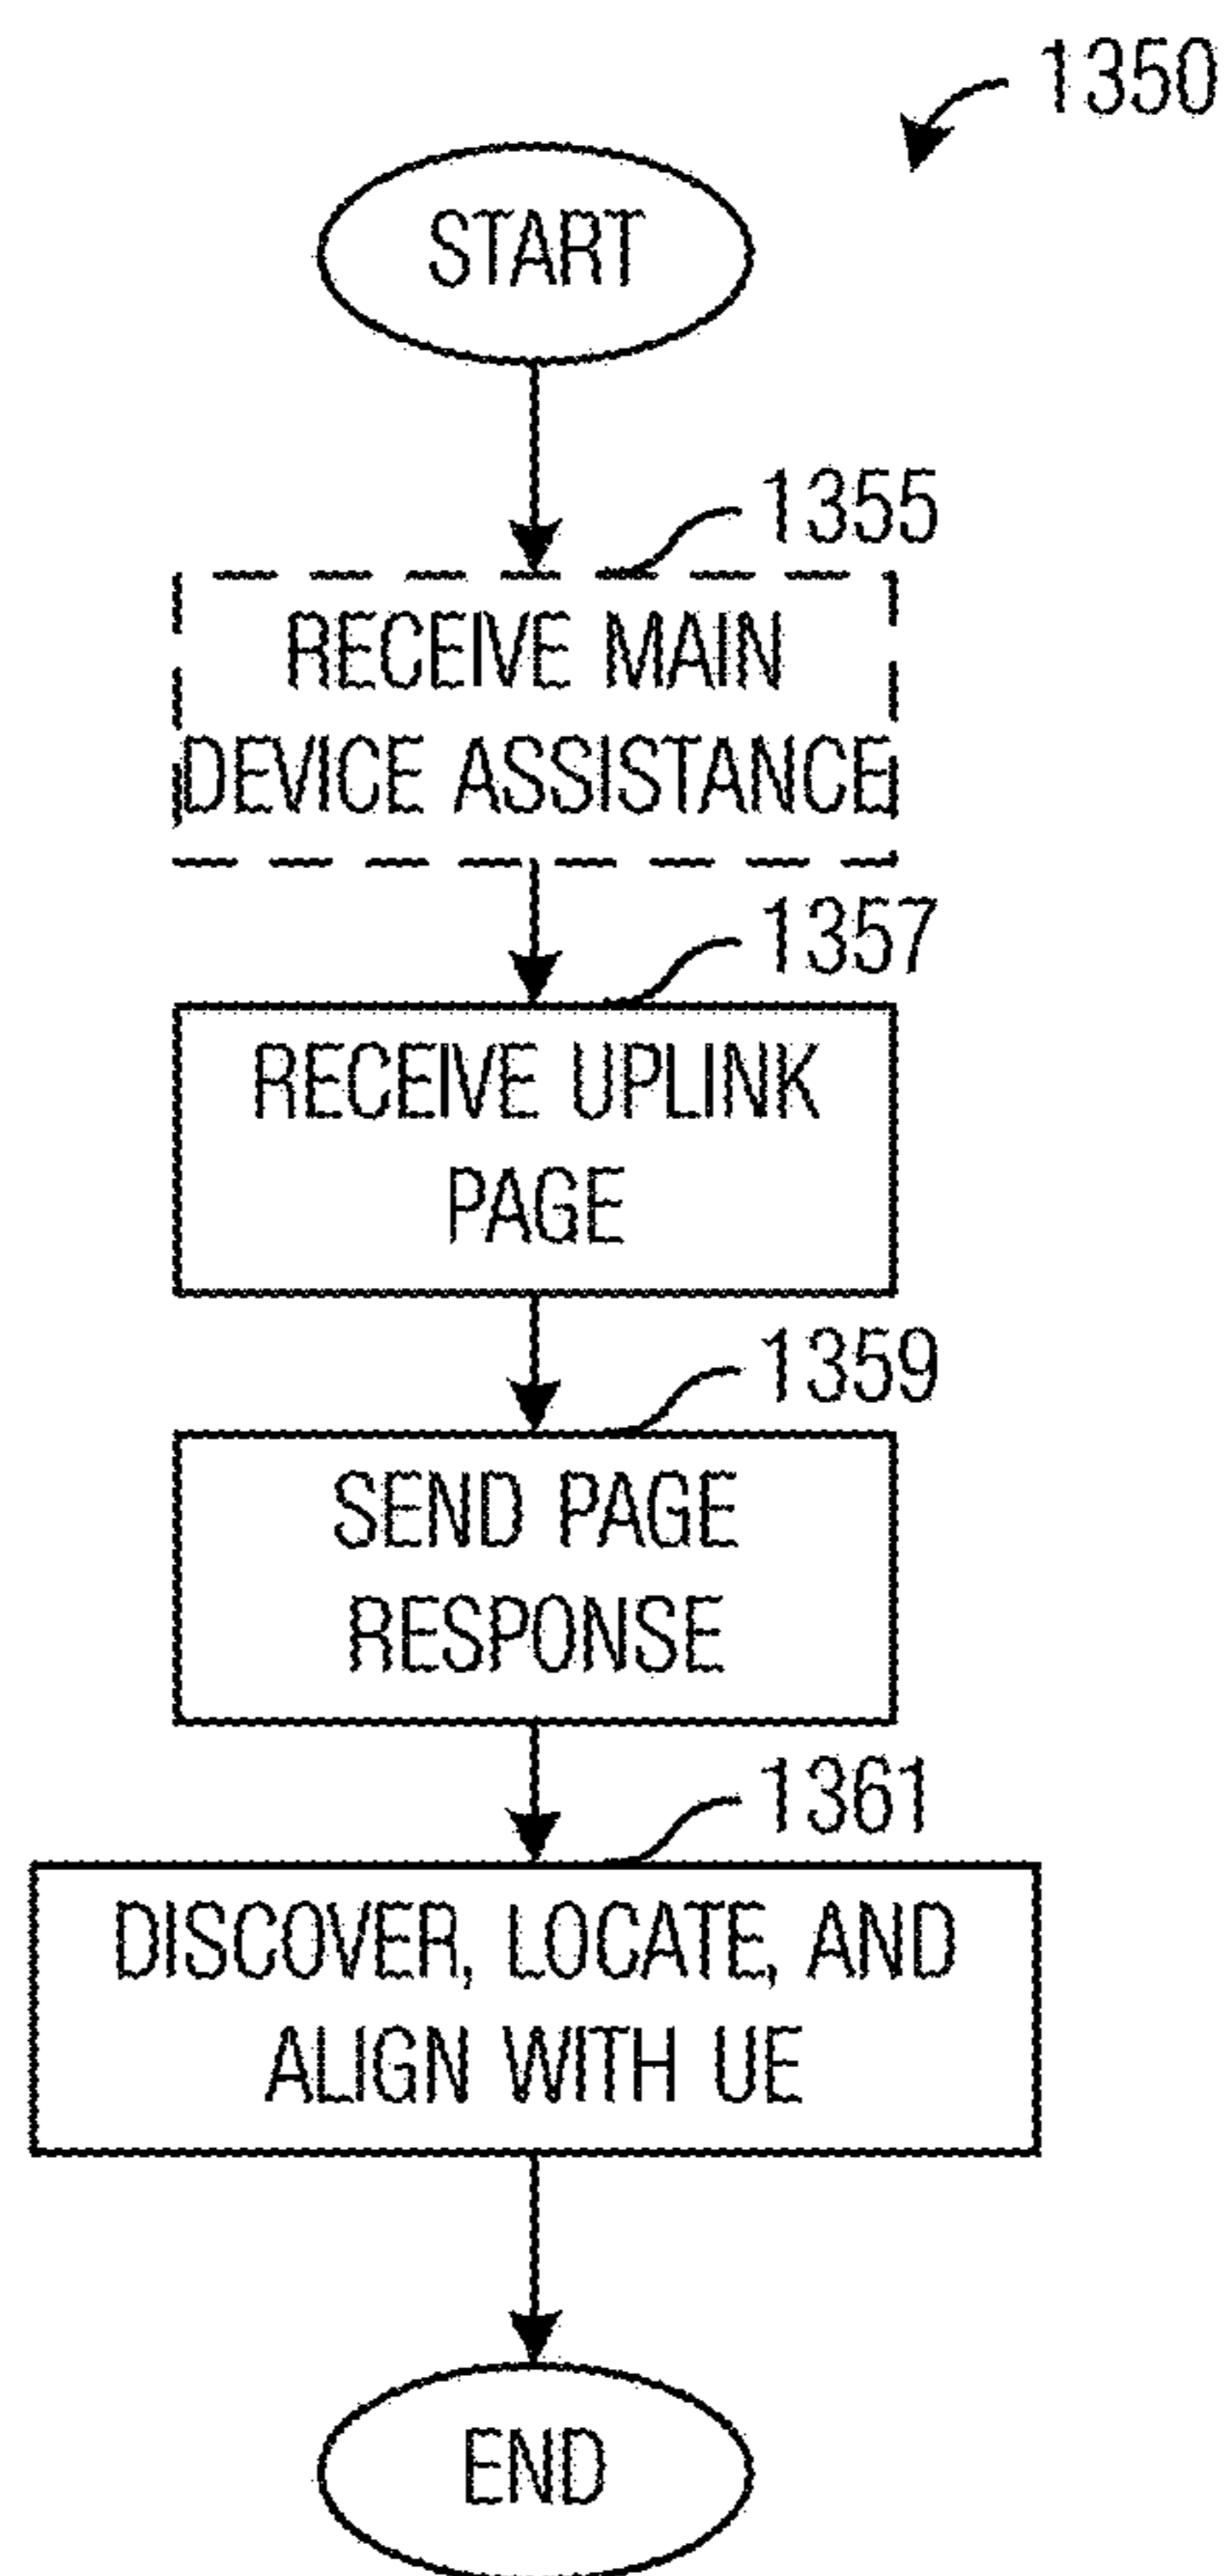 1350
START
1355
RECEIVE MAIN
DEVICE ASSISTANCE
1357
RECEIVE UPLINK
PAGE
1359
SEND PAGE
RESPONSE
1361
DISCOVER, LOCATE, AND
ALIGN WITH UE
END